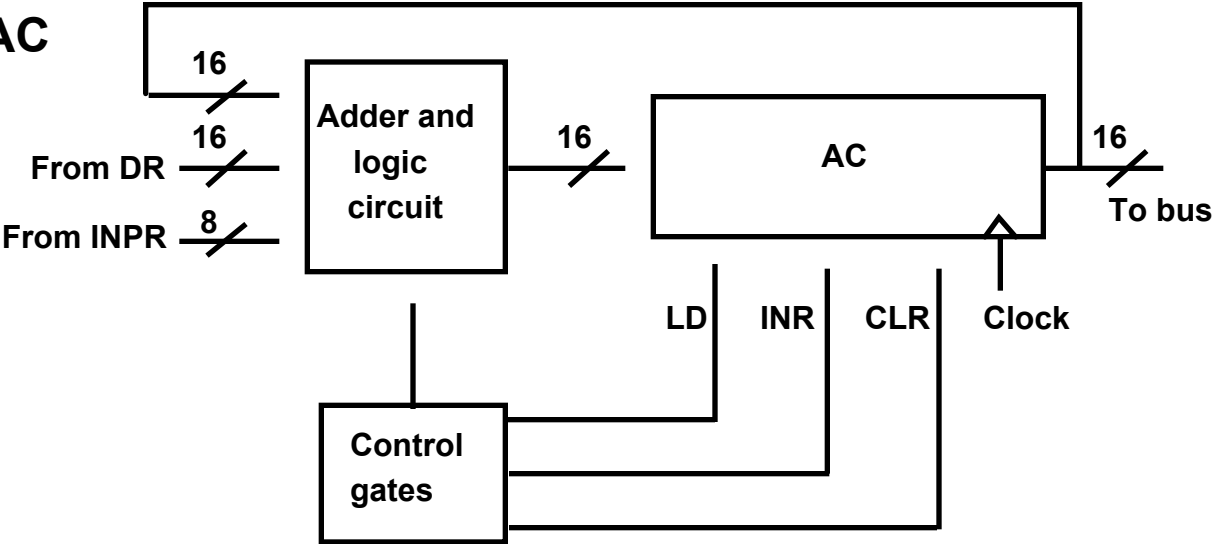 AC
16
Adder and
logic
circuit
16
From DR
16
AC
16
To bus
8
From INPR
LD
INR
CLR
Clock
Control
gates